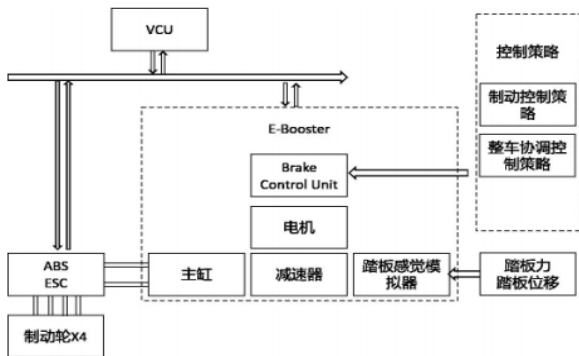 VCU
控制策略
制动控制策
略
整车协调控
制策略
E-Booster
Brake
Control Unit
电机
ABS
ESC
主缸
减速器
踏板感觉模
拟器
踏板力
踏板位移
制动轮X4